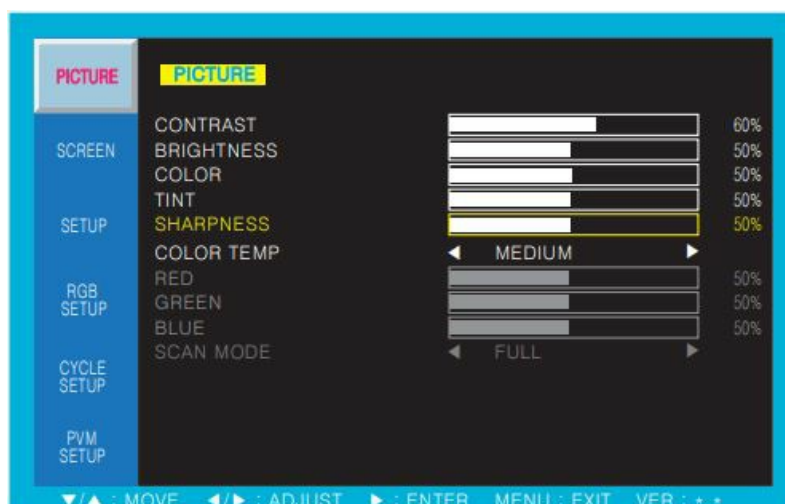 PICTURE
PICTURE
CONTRAST 60%
BRIGHTNESS 50%
SCREEN
COLOR 50%
TINT 50%
SETUP
SHARPNESS 50%
COLOR TEMP ◀ MEDIUM ▶
RED 50%
RGB
SETUP
GREEN 50%
BLUE 50%
SCAN MODE ◀ FULL ▶
CYCLE
SETUP
PVM
SETUP
▼/▲ : MOVE ◀/▶ : ADJUST ▶ : ENTER MENU : EXIT VER : *.*